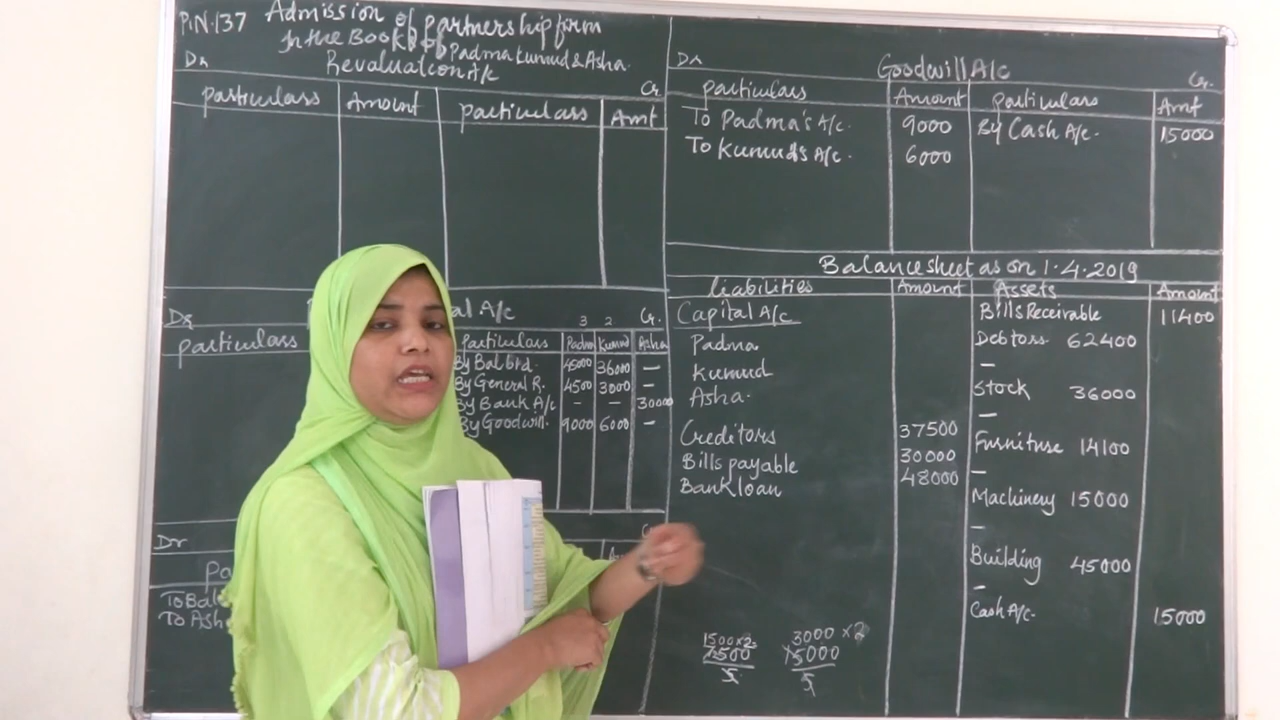 P.N.137 Admission of partnership form
In the Book of Padma Kumud & Asha.
Dr Revaluation A/c Cr.
particulars Amount particulars Amt
Dr Goodwill A/c Cr.
particulars Amount particulars Amt
To Padma's A/c. 9000 By Cash A/c. 15000
To Kumud's A/c. 6000
Dr al A/c 3 2 Cr.
particulars particulars Padma Kumud Asha
By Bal b/d. 45000 36000 —
By General R. 4500 3000 —
By Bank A/c - - 30000
By Goodwill. 9000 6000 —
Dr
pa
To Bal
To Ash
Balance sheet as on 1.4.2019
liabilities Amount Assets Amount
Capital A/c Bills Receivable 11400
Padma Debtors 62400
Kumud –
Asha. Stock 36000
–
Creditors 37500 Furniture 14100
Bills payable 30000 –
Bank loan 48000 Machinery 15000
–
Building 45000
–
Cash A/c. 15000
1500×2 3000×2
7500 15000
5 5